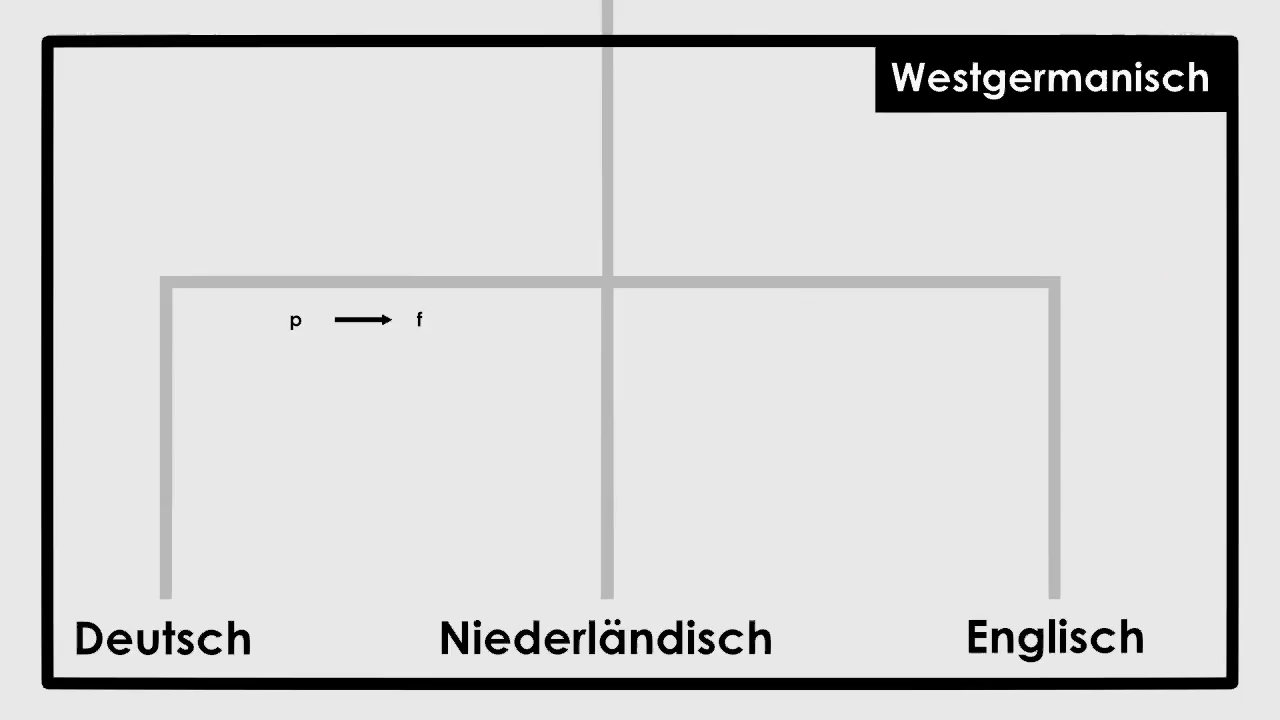 Westgermanisch
p → f
Deutsch
Niederländisch
Englisch